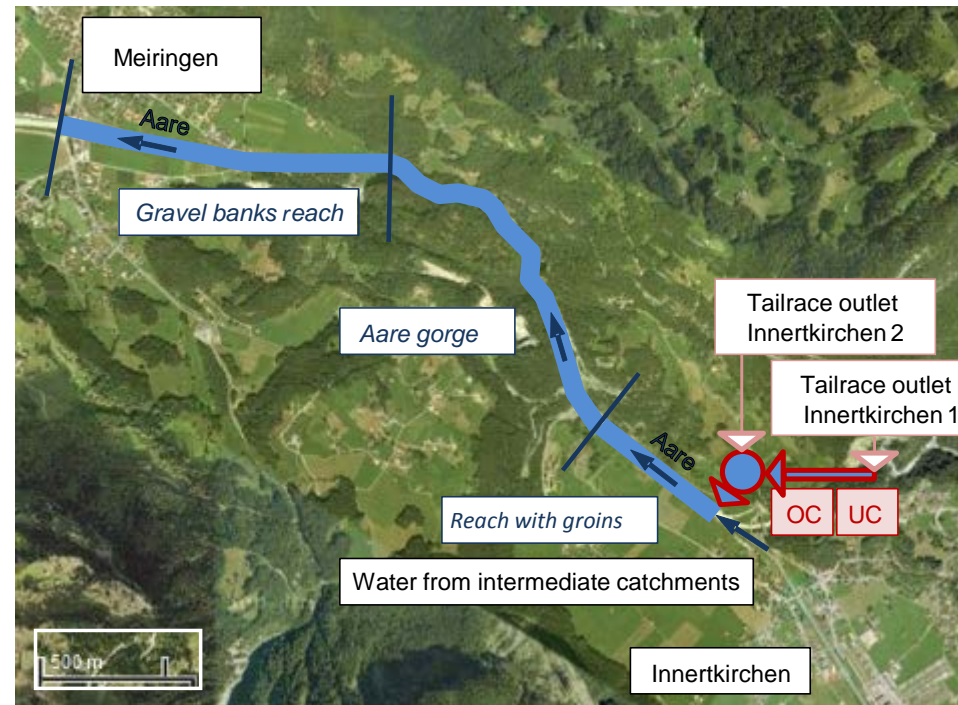 Meiringen
Aare
Gravel banks reach
Tailrace outlet
Innertkirchen 2
Aare gorge
Tailrace outlet
Innertkirchen 1
Aare
Reach with groins
OC
UC
Water from intermediate catchments
500 m
Innertkirchen